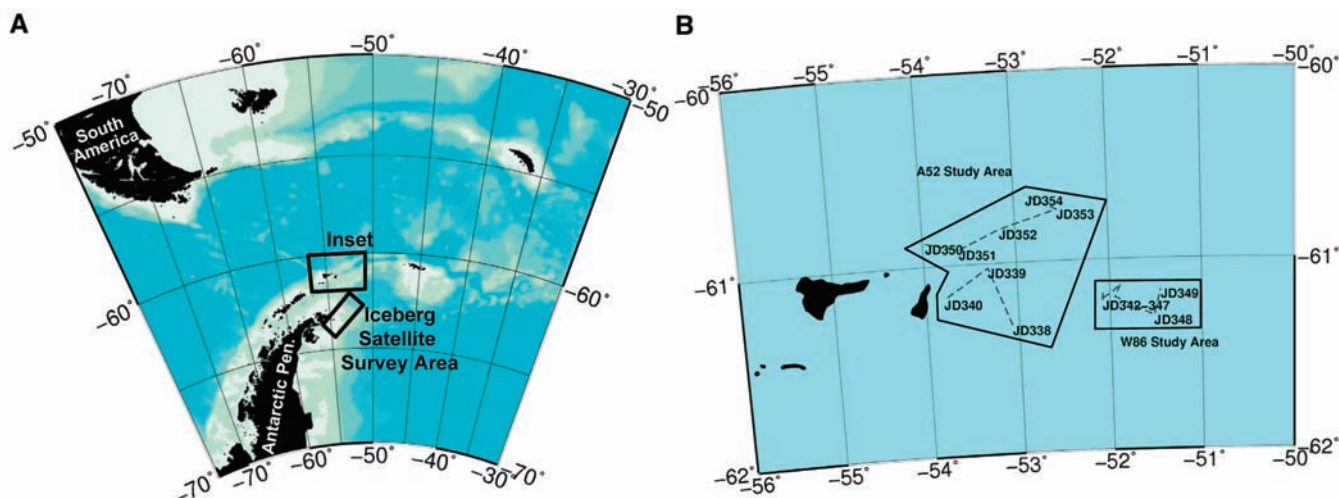 A
−70°
−60°
−50°
−40°
−30°
−50
−50°
South
America
Inset
−60°
−60°
Iceberg
Satellite
Survey Area
Antarctic Pen.
−70°
−70°
−60°
−50°
−40°
−30°
−70°
B
−56°
−55°
−54°
−53°
−52°
−51°
−50°
−60°
−60°
A52 Study Area
JD354
JD353
JD352
JD350
JD351
JD339
JD340
JD338
−61°
−61°
JD349
JD342−347
JD348
W86 Study Area
−62°
−62°
−56°
−55°
−54°
−53°
−52°
−51°
−50°